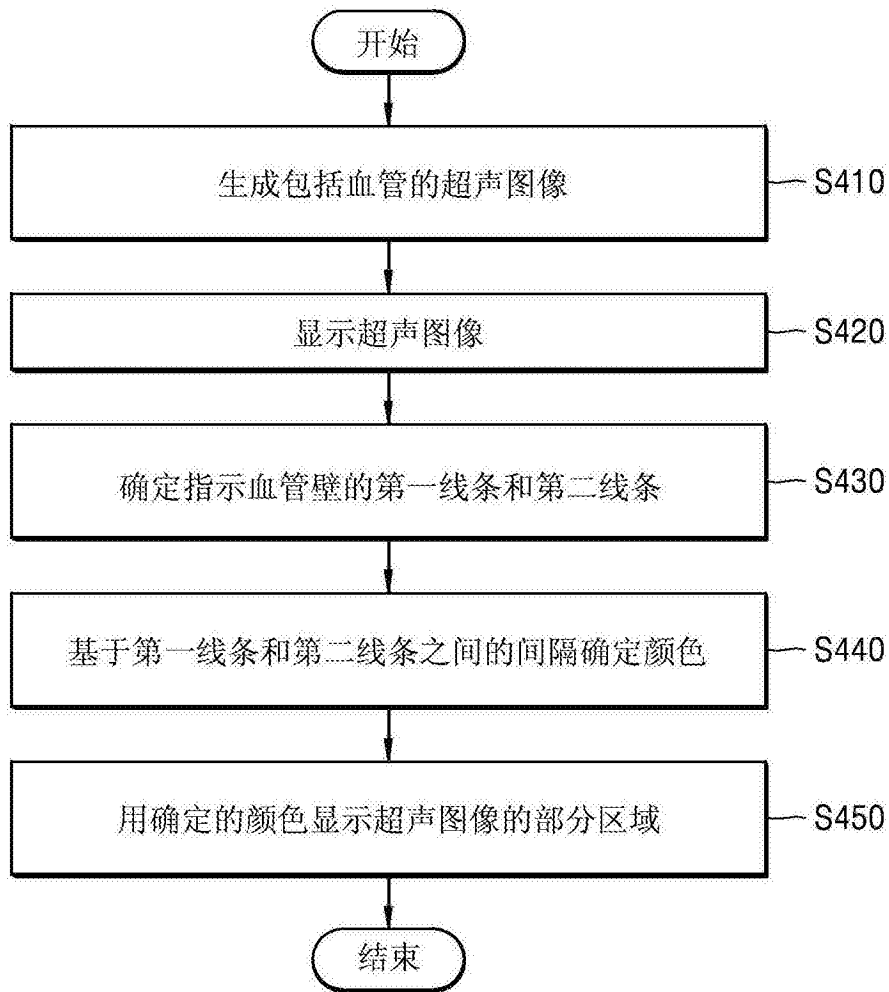 开始
生成包括血管的超声图像
S410
显示超声图像
S420
确定指示血管壁的第一线条和第二线条
S430
基于第一线条和第二线条之间的间隔确定颜色
S440
用确定的颜色显示超声图像的部分区域
S450
结束